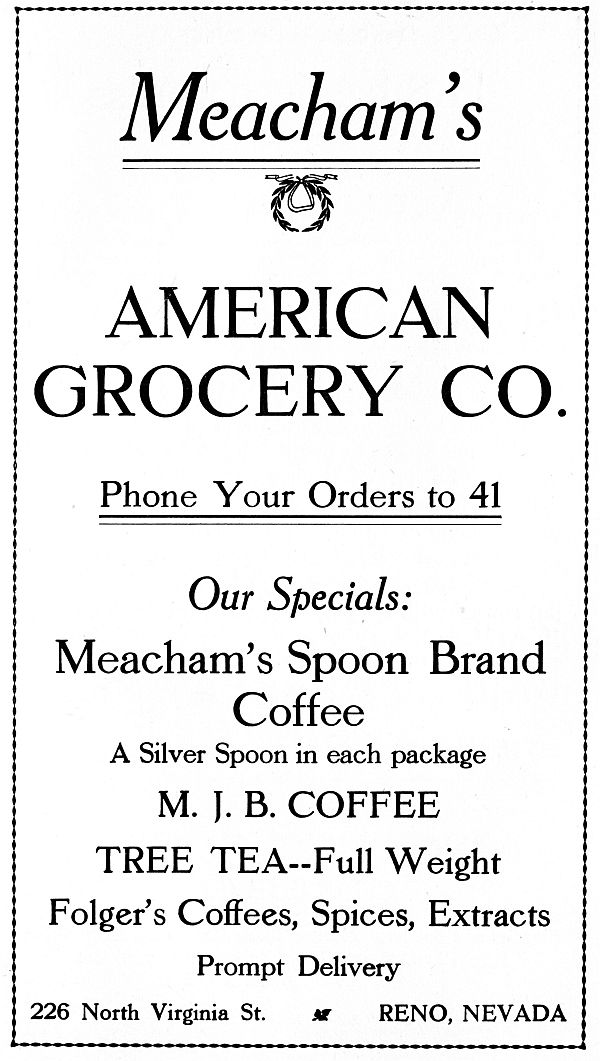 Meacham's
AMERICAN
GROCERY CO.
Phone Your Orders to 41
Our Specials:
Meacham's Spoon Brand
Coffee
A Silver Spoon in each package
M. J. B. COFFEE
TREE TEA--Full Weight
Folger's Coffees, Spices, Extracts
Prompt Delivery
226 North Virginia St. RENO, NEVADA